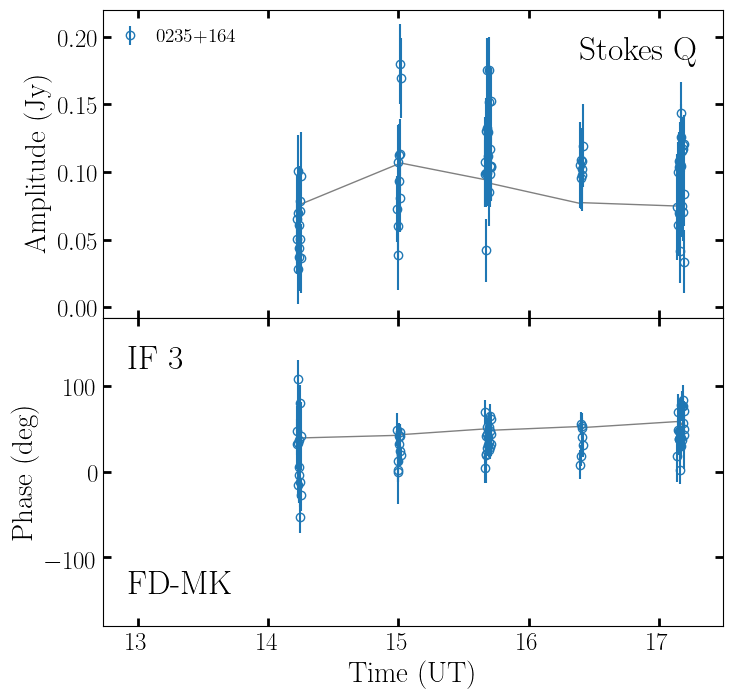 0235+164
Stokes Q
0.20
0.15
0.10
0.05
0.00
Amplitude (Jy)
IF 3
100
0
−100
Phase (deg)
FD-MK
13 14 15 16 17
Time (UT)